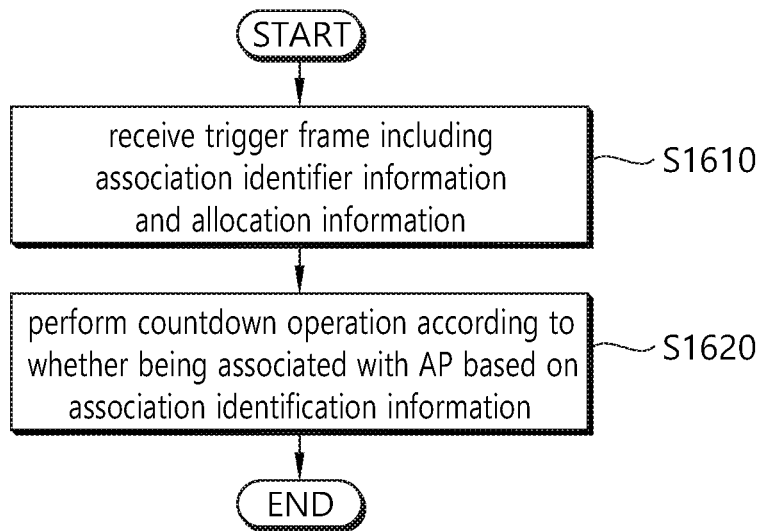 START
receive trigger frame including
association identifier information
and allocation information
S1610
perform countdown operation according to
whether being associated with AP based on
association identification information
S1620
END